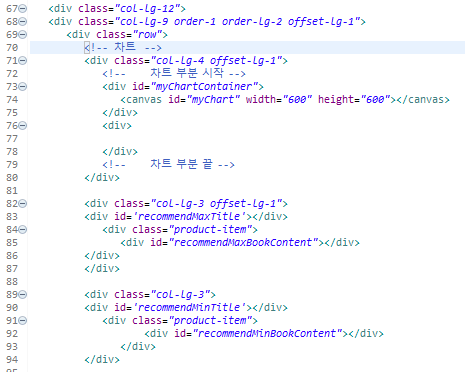 67 <div class="col-lg-12">
68 <div class="col-lg-9 order-1 order-lg-2 offset-lg-1">
69 <div class="row">
70 <!-- 차트 -->
71 <div class="col-lg-4 offset-lg-1">
72 <!-- 차트 부분 시작 -->
73 <div id="myChartContainer">
74 <canvas id="myChart" width="600" height="600"></canvas>
75 </div>
76 <div>
77
78 </div>
79 <!-- 차트 부분 끝 -->
80 </div>
81
82 <div class="col-lg-3 offset-lg-1">
83 <div id='recommendMaxTitle'></div>
84 <div class="product-item">
85 <div id="recommendMaxBookContent"></div>
86 </div>
87 </div>
88
89 <div class="col-lg-3">
90 <div id='recommendMinTitle'></div>
91 <div class="product-item">
92 <div id="recommendMinBookContent"></div>
93 </div>
94 </div>